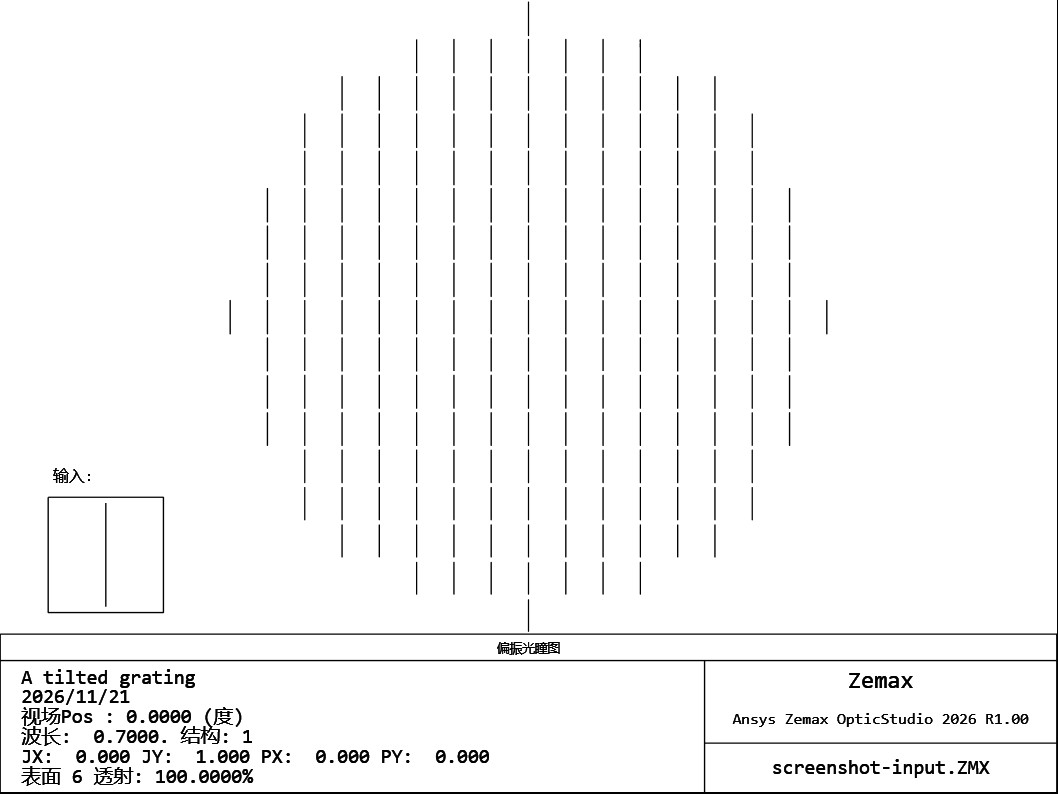 输入:
偏振光瞳图
A tilted grating
2026/11/21
视场Pos : 0.0000 (度)
波长:  0.7000. 结构: 1
JX:  0.000 JY:  1.000 PX:  0.000 PY:  0.000
表面 6 透射: 100.0000%
Zemax
Ansys Zemax OpticStudio 2026 R1.00
screenshot-input.ZMX